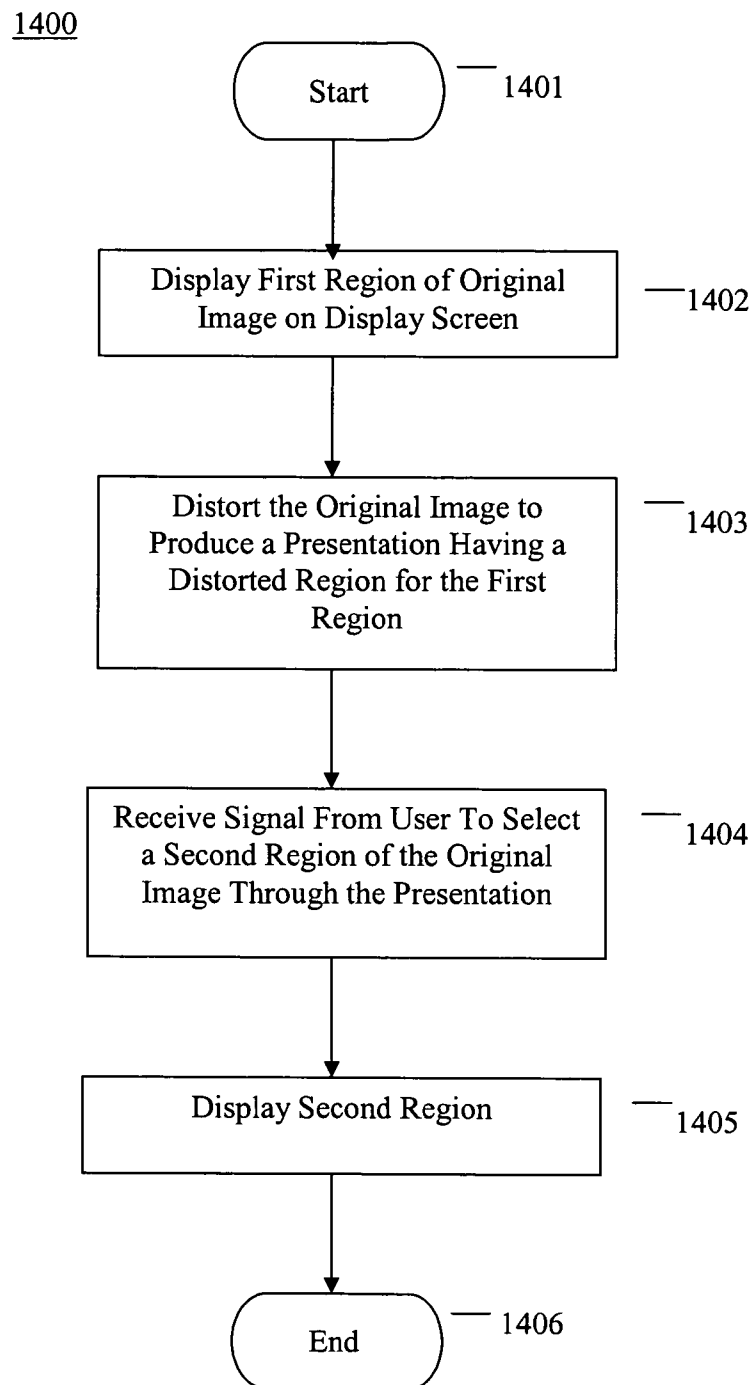 1400
Start
1401
Display First Region of Original
Image on Display Screen
1402
Distort the Original Image to
Produce a Presentation Having a
Distorted Region for the First
Region
1403
Receive Signal From User To Select
a Second Region of the Original
Image Through the Presentation
1404
Display Second Region
1405
End
1406